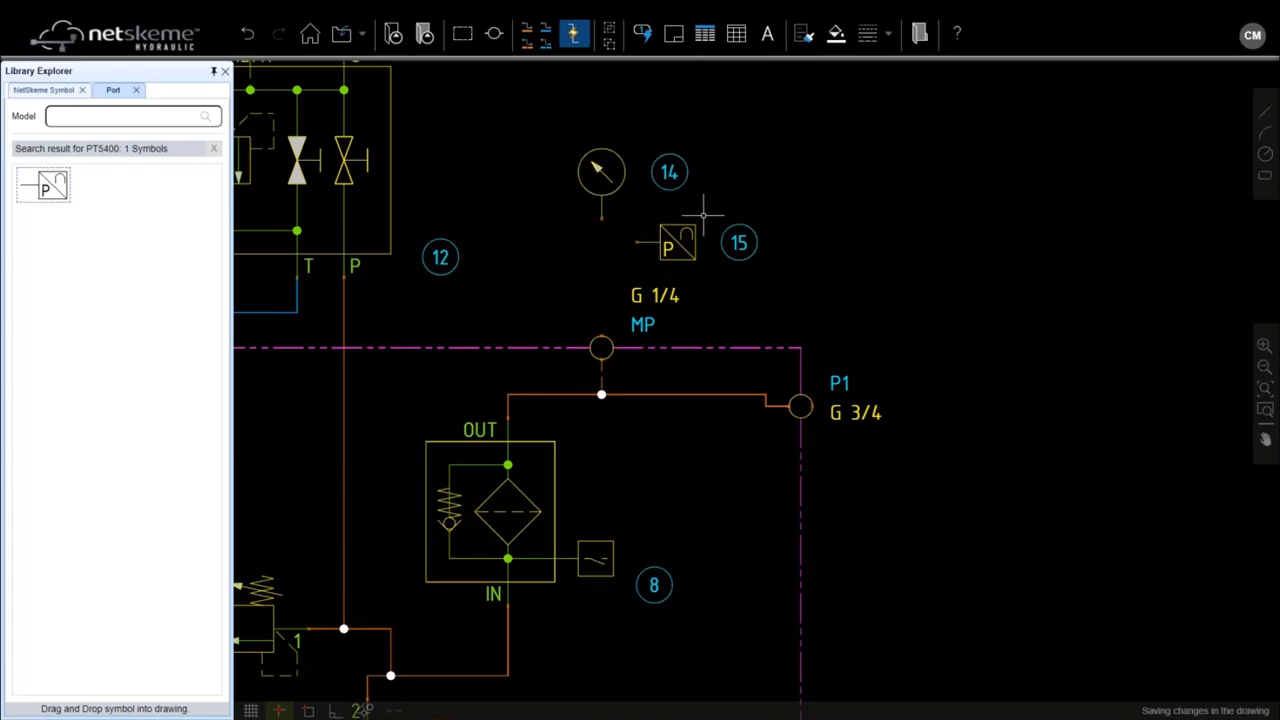 netskeme™
HYDRAULIC
A
?
CM
Library Explorer
NetSkeme Symbol
Port
Model
Search result for PT5400: 1 Symbols
X
P
14
15
P
12
T
P
G 1/4
MP
P1
G 3/4
OUT
IN
8
1
2
Drag and Drop symbol into drawing.
Saving changes in the drawing